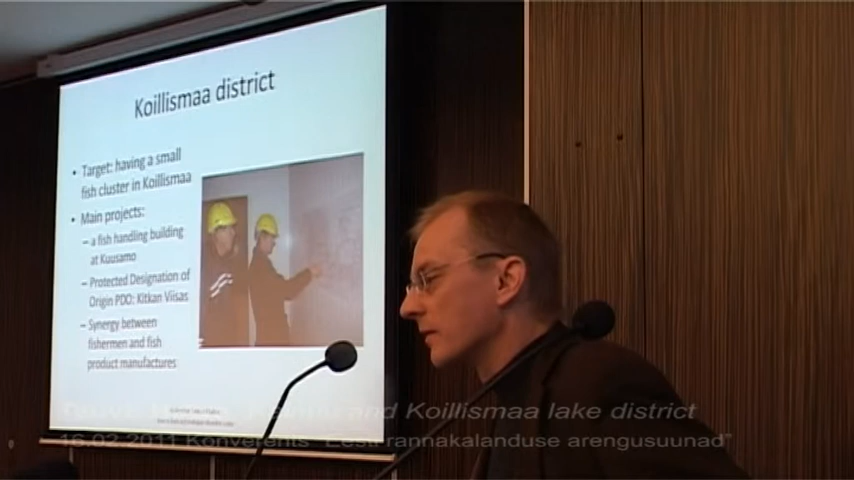 Koillismaa district
• Target: having a small
fish cluster in Koillismaa
• Main projects:
– a fish handling building
at Kuusamo
– Protected Designation of
Origin PDO: Kitkan Viisas
– Synergy between
fishermen and fish
product manufactures
and Koillismaa lake district
16.02.2011 Konverents "Eesti rannakalanduse arengusuunad"